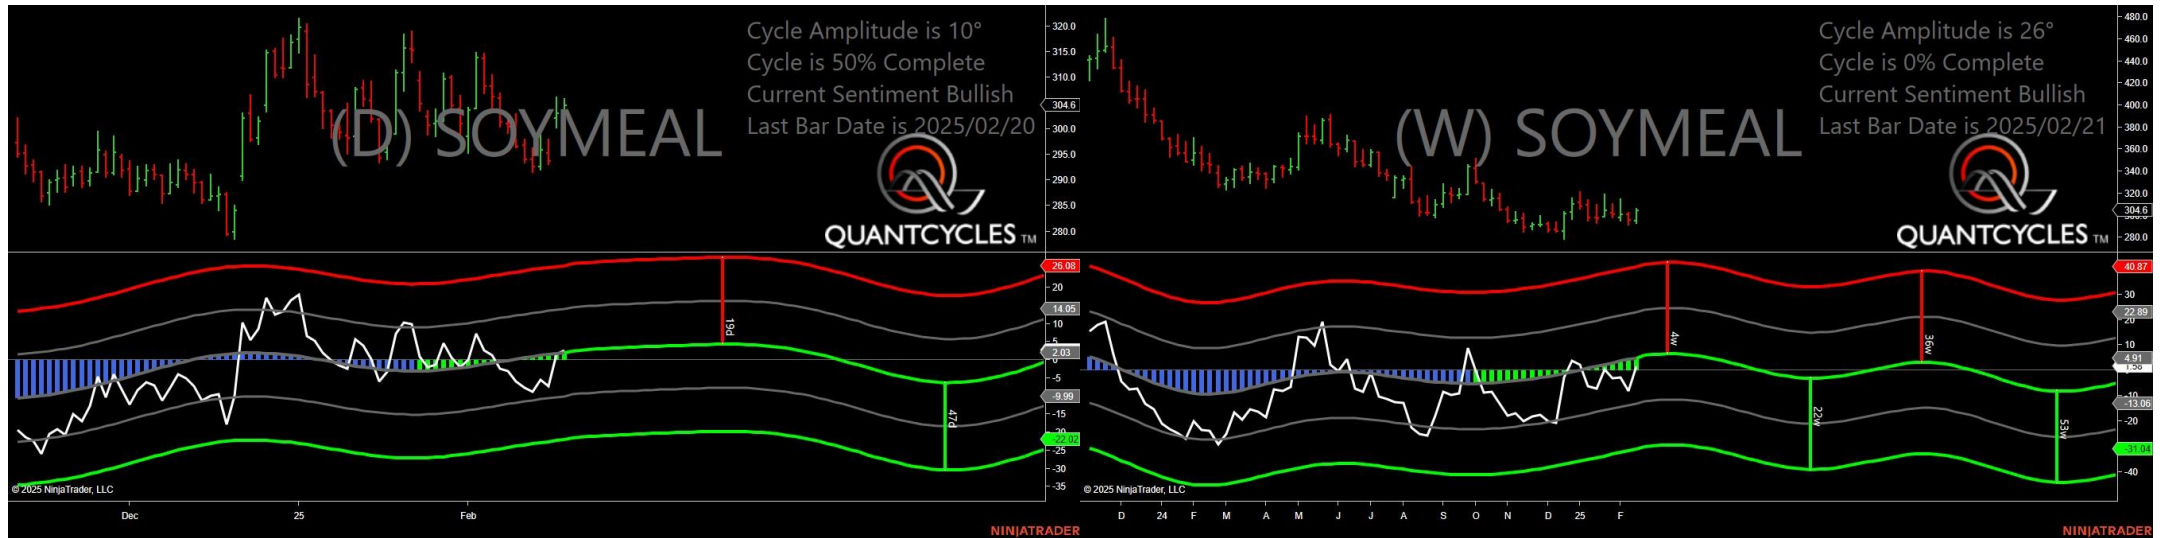 Cycle Amplitude is 10°
Cycle is 50% Complete
Current Sentiment Bullish
Last Bar Date is 2025/02/20
(D) SOYMEAL
QUANTCYCLES TM
320.0
315.0
310.0
304.6
300.0
295.0
290.0
285.0
280.0
26.08
20
14.05
10
5
2.03
-5
-9.99
-15
-22.02
-25
-30
-35
19d
47d
© 2025 NinjaTrader, LLC
Dec
25
Feb
NINJATRADER
Cycle Amplitude is 26°
Cycle is 0% Complete
Current Sentiment Bullish
Last Bar Date is 2025/02/21
(W) SOYMEAL
QUANTCYCLES TM
480.0
460.0
440.0
420.0
400.0
380.0
360.0
340.0
320.0
304.6
280.0
40.87
30
22.89
20
10
4.91
1.56
-10
-13.06
-20
-31.04
-40
4w
36w
22w
53w
© 2025 NinjaTrader, LLC
D 24 F M A M J J A S O N D 25 F
NINJATRADER